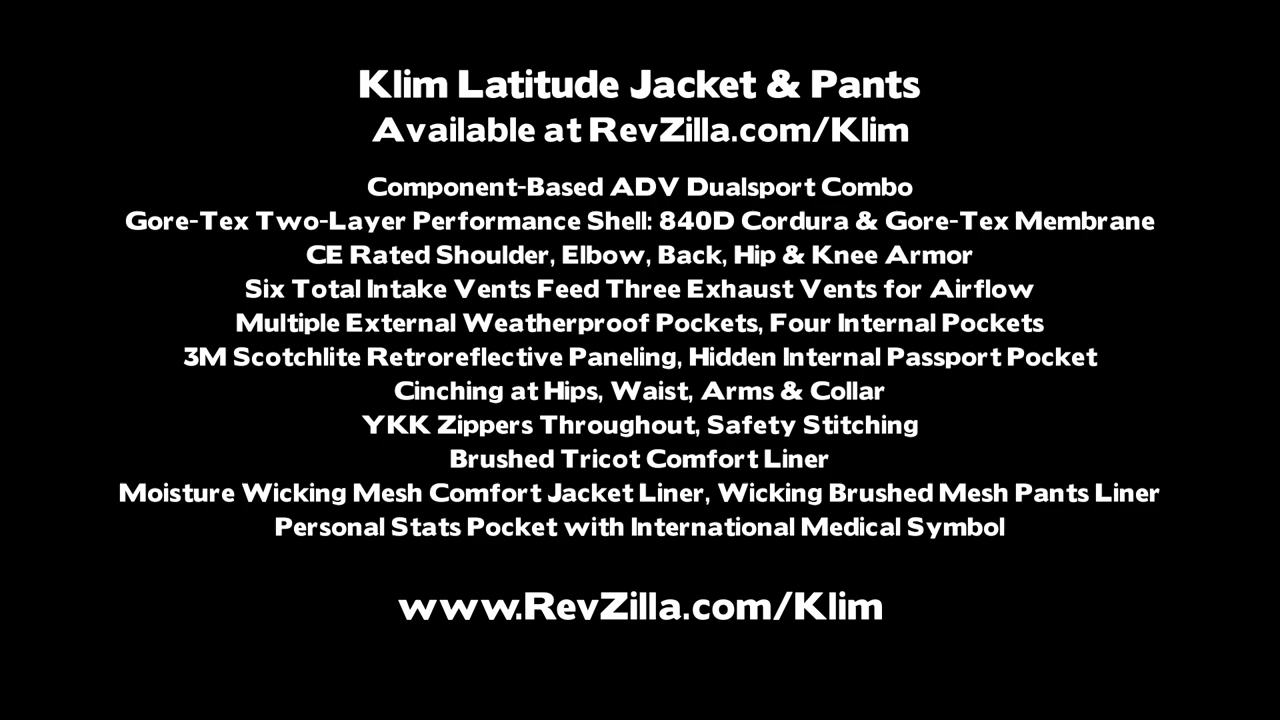 Klim Latitude Jacket & Pants
Available at RevZilla.com/Klim
Component-Based ADV Dualsport Combo
Gore-Tex Two-Layer Performance Shell: 840D Cordura & Gore-Tex Membrane
CE Rated Shoulder, Elbow, Back, Hip & Knee Armor
Six Total Intake Vents Feed Three Exhaust Vents for Airflow
Multiple External Weatherproof Pockets, Four Internal Pockets
3M Scotchlite Retroreflective Paneling, Hidden Internal Passport Pocket
Cinching at Hips, Waist, Arms & Collar
YKK Zippers Throughout, Safety Stitching
Brushed Tricot Comfort Liner
Moisture Wicking Mesh Comfort Jacket Liner, Wicking Brushed Mesh Pants Liner
Personal Stats Pocket with International Medical Symbol
www.RevZilla.com/Klim